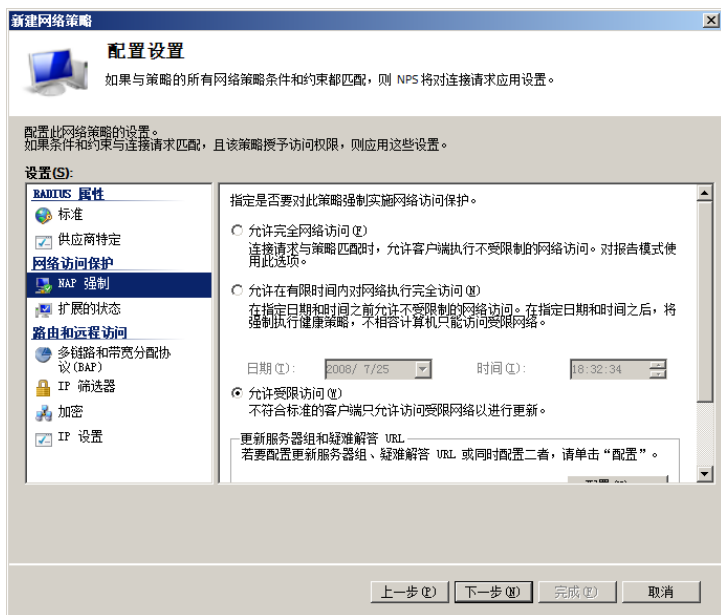 新建网络策略
配置设置
如果与策略的所有网络策略条件和约束都匹配，则 NPS 将对连接请求应用设置。
配置此网络策略的设置。
如果条件和约束与连接请求匹配，且该策略授予访问权限，则应用这些设置。
设置(S):
RADIUS 属性
标准
供应商特定
网络访问保护
NAP 强制
扩展的状态
路由和远程访问
多链路和带宽分配协
议(BAP)
IP 筛选器
加密
IP 设置
指定是否要对此策略强制实施网络访问保护。
允许完全网络访问(F)
连接请求与策略匹配时，允许客户端执行不受限制的网络访问。对报告模式使
用此选项。
允许在有限时间内对网络执行完全访问(N)
在指定日期和时间之前允许不受限制的网络访问。在指定日期和时间之后，将
强制执行健康策略，不相容计算机只能访问受限网络。
日期(T):
2008/ 7/25
时间(I):
18:32:34
允许受限访问(W)
不符合标准的客户端只允许访问受限网络以进行更新。
更新服务器组和疑难解答 URL
若要配置更新服务器组、疑难解答 URL 或同时配置二者，请单击“配置”。
上一步(P)
下一步(N)
完成(F)
取消